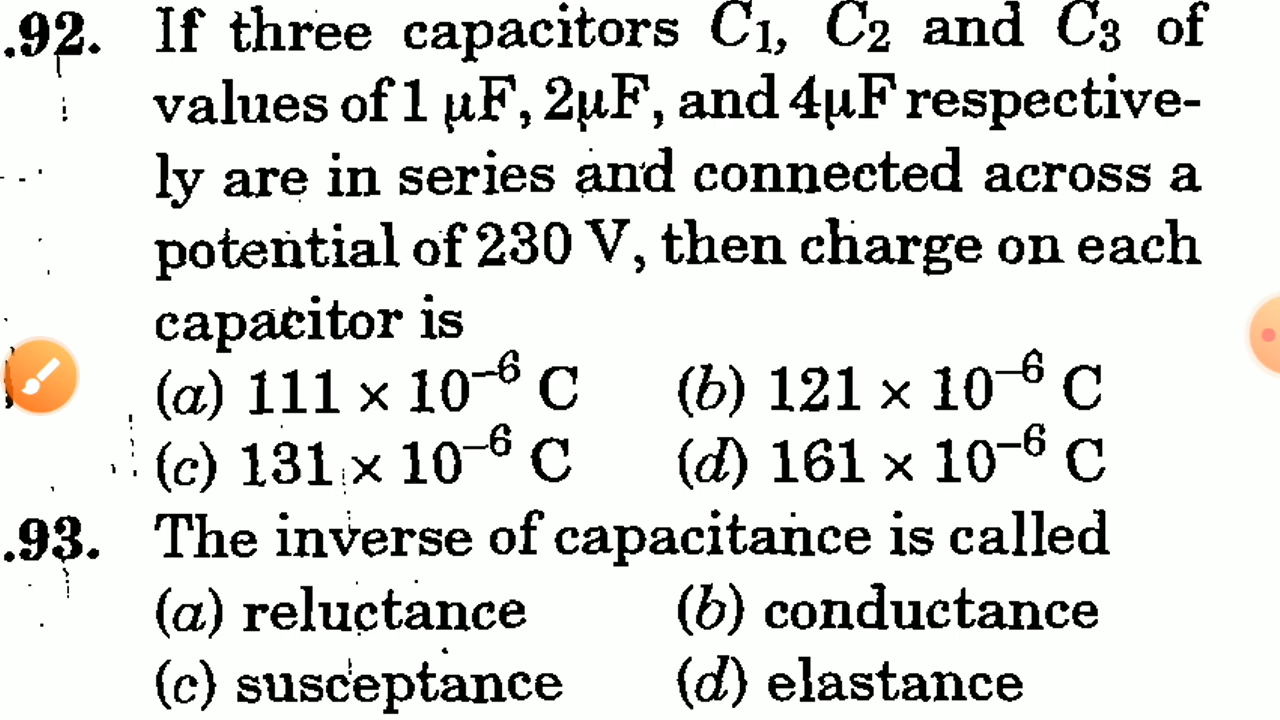 .92. If three capacitors C₁, C₂ and C₃ of
values of 1 μF, 2μF, and 4μF respective-
ly are in series and connected across a
potential of 230 V, then charge on each
capacitor is
(a) 111 × 10⁻⁶ C (b) 121 × 10⁻⁶ C
(c) 131 × 10⁻⁶ C (d) 161 × 10⁻⁶ C
.93. The inverse of capacitance is called
(a) reluctance (b) conductance
(c) susceptance (d) elastance